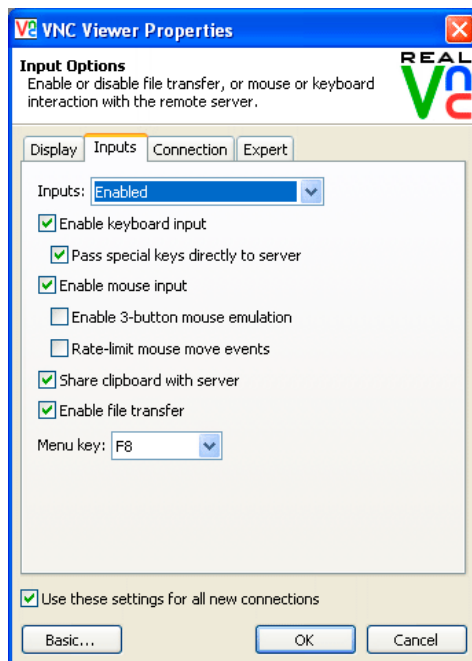 VNC Viewer Properties
Input Options
Enable or disable file transfer, or mouse or keyboard
interaction with the remote server.
REAL
Vnc
Display Inputs Connection Expert
Inputs: Enabled
Enable keyboard input
Pass special keys directly to server
Enable mouse input
Enable 3-button mouse emulation
Rate-limit mouse move events
Share clipboard with server
Enable file transfer
Menu key: F8
Use these settings for all new connections
Basic... OK Cancel